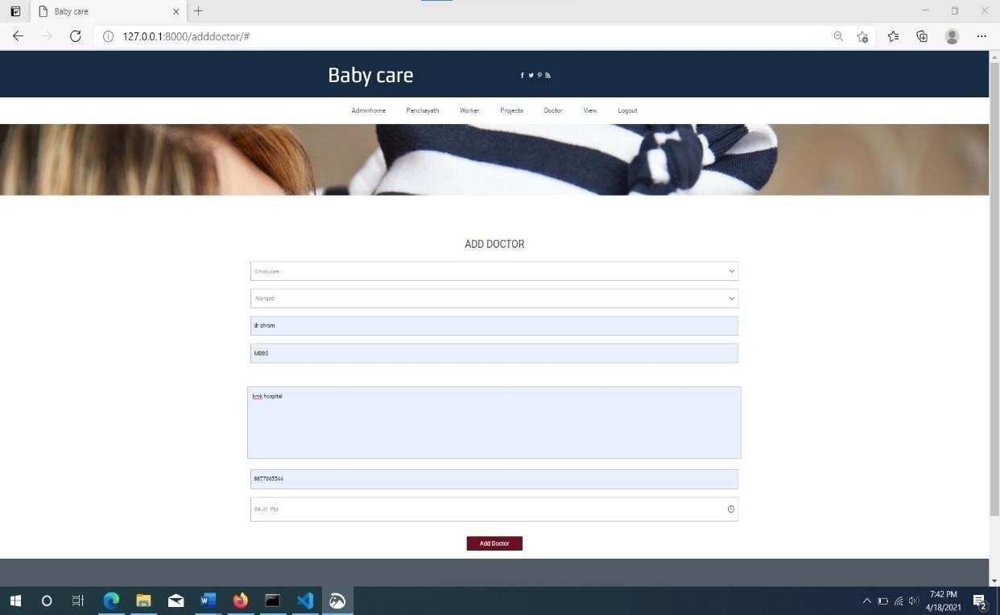 Baby care
127.0.0.1:8000/adddoctor/#
Baby care
Adminhome Panchayath Worker Projects Doctor View Logout
ADD DOCTOR
Ernakulam
Alangad
dr chrom
MBBS
kmk hospital
8877665544
09:41 PM
Add Doctor
7:42 PM
4/18/2021
2